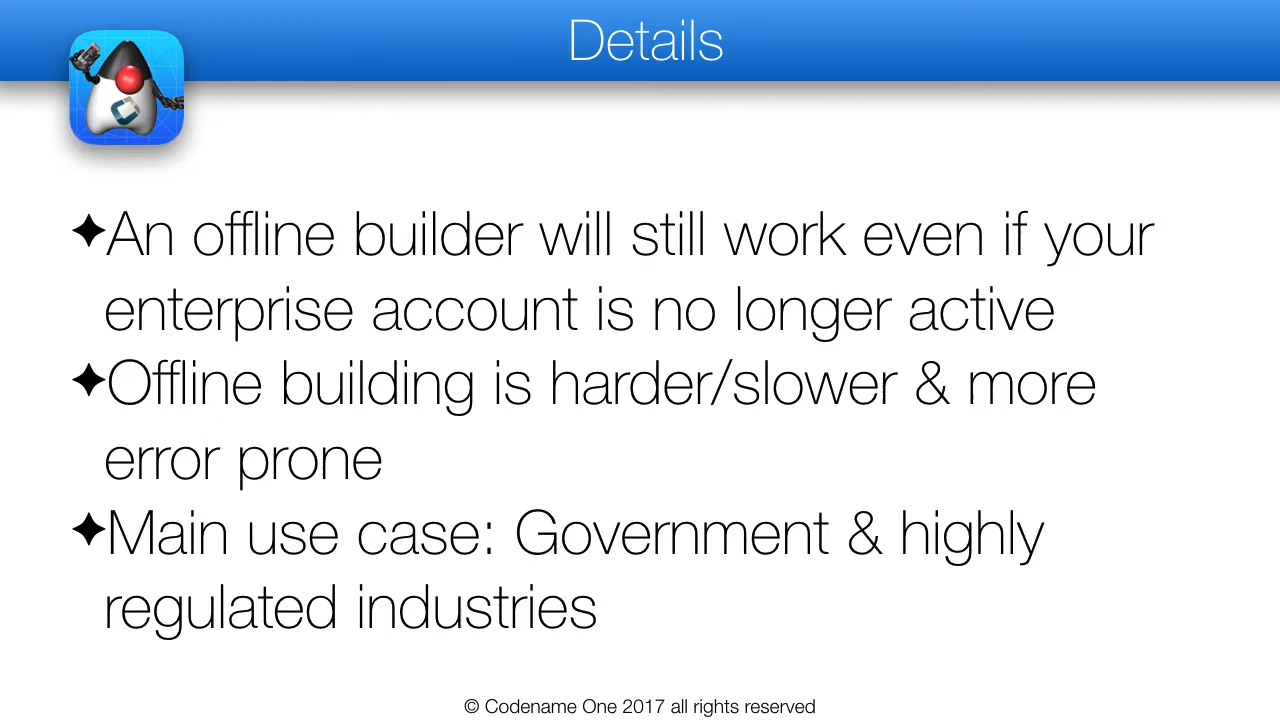 Details
✦An offline builder will still work even if your
enterprise account is no longer active
✦Offline building is harder/slower & more
error prone
✦Main use case: Government & highly
regulated industries
© Codename One 2017 all rights reserved